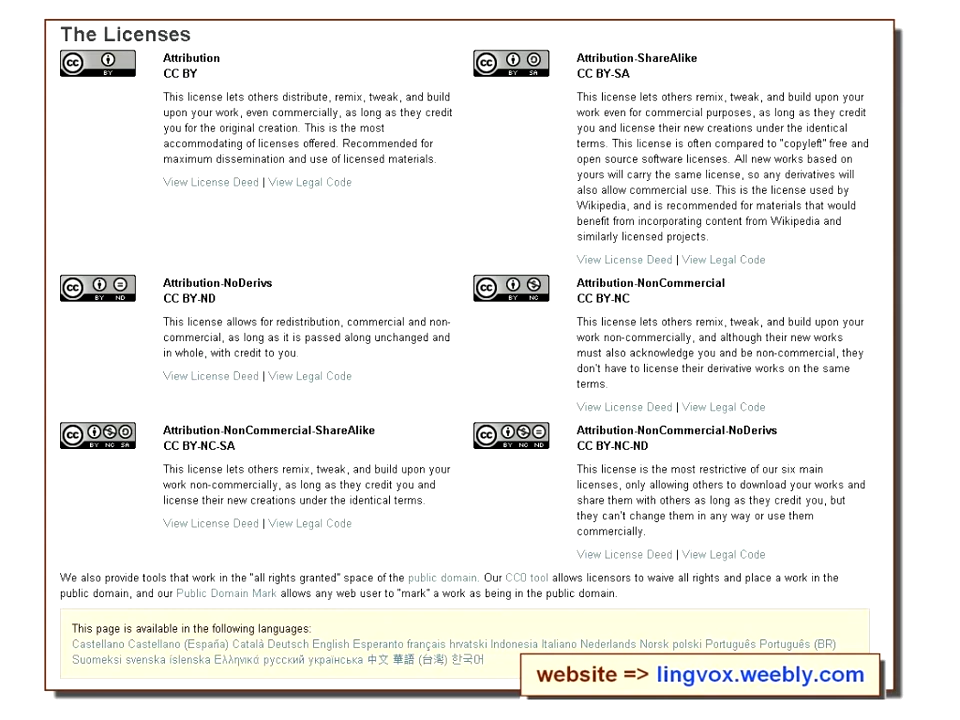 The Licenses
cc BY
Attribution
CC BY
This license lets others distribute, remix, tweak, and build
upon your work, even commercially, as long as they credit
you for the original creation. This is the most
accommodating of licenses offered. Recommended for
maximum dissemination and use of licensed materials.
View License Deed | View Legal Code
cc BY SA
Attribution-ShareAlike
CC BY-SA
This license lets others remix, tweak, and build upon your
work even for commercial purposes, as long as they credit
you and license their new creations under the identical
terms. This license is often compared to "copyleft" free and
open source software licenses. All new works based on
yours will carry the same license, so any derivatives will
also allow commercial use. This is the license used by
Wikipedia, and is recommended for materials that would
benefit from incorporating content from Wikipedia and
similarly licensed projects.
View License Deed | View Legal Code
cc BY ND
Attribution-NoDerivs
CC BY-ND
This license allows for redistribution, commercial and non-
commercial, as long as it is passed along unchanged and
in whole, with credit to you.
View License Deed | View Legal Code
cc BY NC
Attribution-NonCommercial
CC BY-NC
This license lets others remix, tweak, and build upon your
work non-commercially, and although their new works
must also acknowledge you and be non-commercial, they
don't have to license their derivative works on the same
terms.
View License Deed | View Legal Code
cc BY NC SA
Attribution-NonCommercial-ShareAlike
CC BY-NC-SA
This license lets others remix, tweak, and build upon your
work non-commercially, as long as they credit you and
license their new creations under the identical terms.
View License Deed | View Legal Code
cc BY NC ND
Attribution-NonCommercial-NoDerivs
CC BY-NC-ND
This license is the most restrictive of our six main
licenses, only allowing others to download your works and
share them with others as long as they credit you, but
they can't change them in any way or use them
commercially.
View License Deed | View Legal Code
We also provide tools that work in the "all rights granted" space of the public domain. Our CC0 tool allows licensors to waive all rights and place a work in the
public domain, and our Public Domain Mark allows any web user to "mark" a work as being in the public domain.
This page is available in the following languages:
Castellano Castellano (España) Català Deutsch English Esperanto français hrvatski Indonesia Italiano Nederlands Norsk polski Português Português (BR)
Suomeksi svenska íslenska Ελληνικά русский українська 中文 華語 (台灣) 한국어
website => lingvox.weebly.com